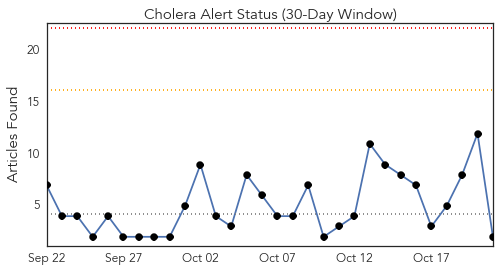 Cholera Alert Status (30-Day Window)
Articles Found
20
15
10
5
Sep 22 Sep 27 Oct 02 Oct 07 Oct 12 Oct 17